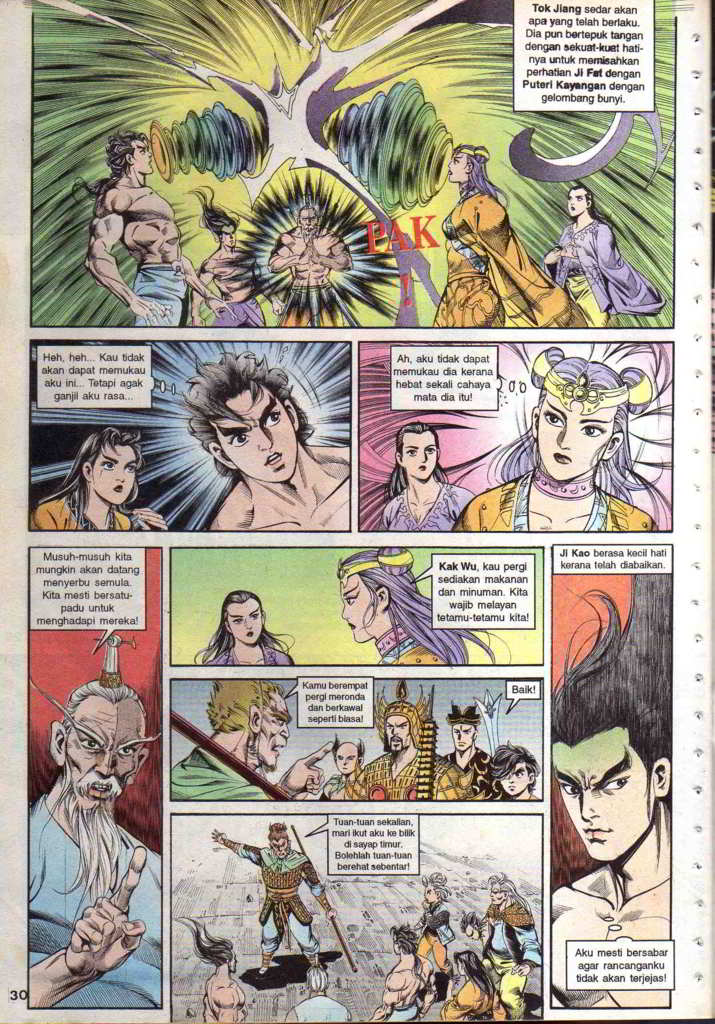 Tok Jiang sedar akan
apa yang telah berlaku.
Dia pun bertepuk tangan
dengan sekuat-kuat hati-
nya untuk memisahkan
perhatian Ji Fat dengan
Puteri Kayangan dengan
gelombang bunyi.
PAK
!
Heh, heh... Kau tidak
akan dapat memukau
aku ini... Tetapi agak
ganjil aku rasa...
Ah, aku tidak dapat
memukau dia kerana
hebat sekali cahaya
mata dia itu!
Musuh-musuh kita
mungkin akan datang
menyerbu semula.
Kita mesti bersatu-
padu untuk
menghadapi mereka!
Kak Wu, kau pergi
sediakan makanan
dan minuman. Kita
wajib melayan
tetamu-tetamu kita!
Kamu berempat
pergi meronda
dan berkawal
seperti biasa!
Baik!
Tuan-tuan sekalian,
mari ikut aku ke bilik
di sayap timur.
Bolehlah tuan-tuan
berehat sebentar!
Ji Kao berasa kecil hati
kerana telah diabaikan.
Aku mesti bersabar
agar rancanganku
tidak akan terjejas!
30